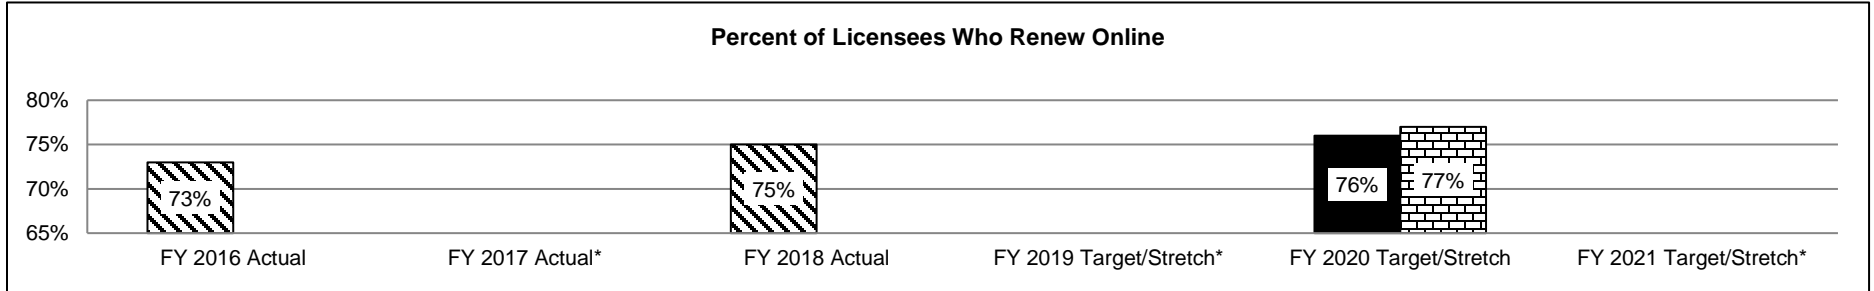 Percent of Licensees Who Renew Online
80%
75%
70%
65%
73%
75%
76%
77%
FY 2016 Actual
FY 2017 Actual*
FY 2018 Actual
FY 2019 Target/Stretch*
FY 2020 Target/Stretch
FY 2021 Target/Stretch*